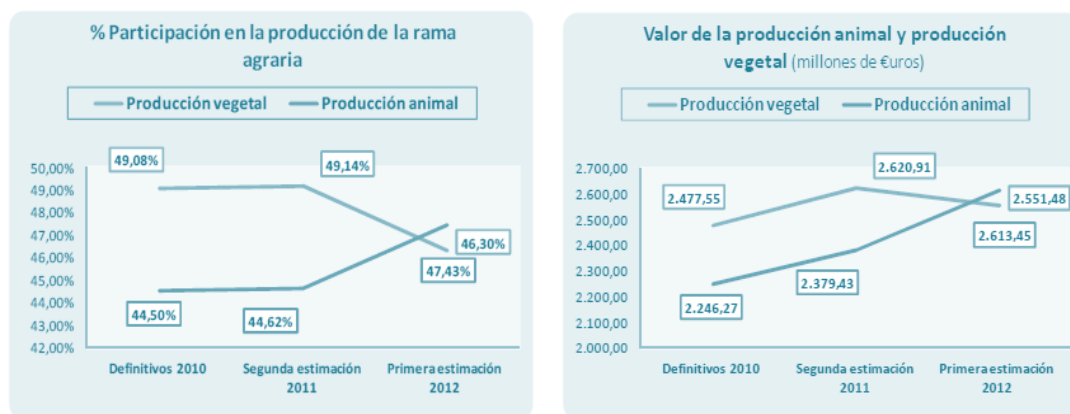 % Participación en la producción de la rama
agraria
Producción vegetal
Producción animal
49,08%
49,14%
46,30%
47,43%
44,50%
44,62%
50,00%
49,00%
48,00%
47,00%
46,00%
45,00%
44,00%
43,00%
42,00%
Definitivos 2010
Segunda estimación
2011
Primera estimación
2012
Valor de la producción animal y producción
vegetal (millones de €uros)
Producción vegetal
Producción animal
2.477,55
2.620,91
2.551,48
2.613,45
2.379,43
2.246,27
2.700,00
2.600,00
2.500,00
2.400,00
2.300,00
2.200,00
2.100,00
2.000,00
Definitivos 2010
Segunda estimación
2011
Primera estimación
2012